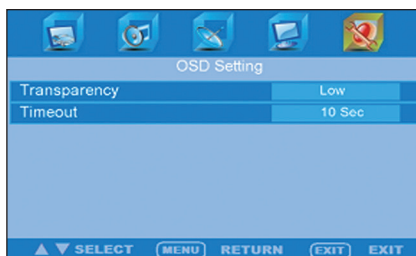 OSD Setting
Transparency Low
Timeout 10 Sec
▲ ▼ SELECT MENU RETURN EXIT EXIT